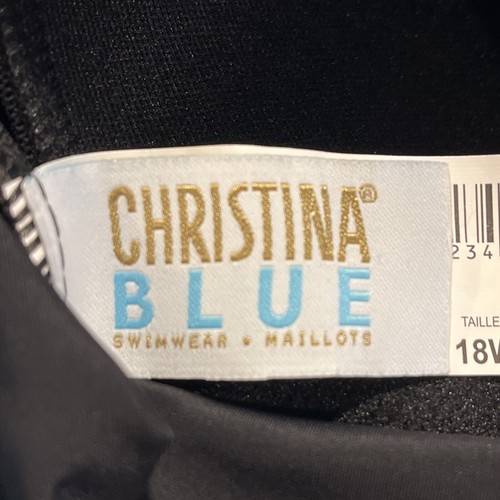 CHRISTINA®
BLUE
SWIMWEAR • MAILLOTS
234
TAILLE
18W